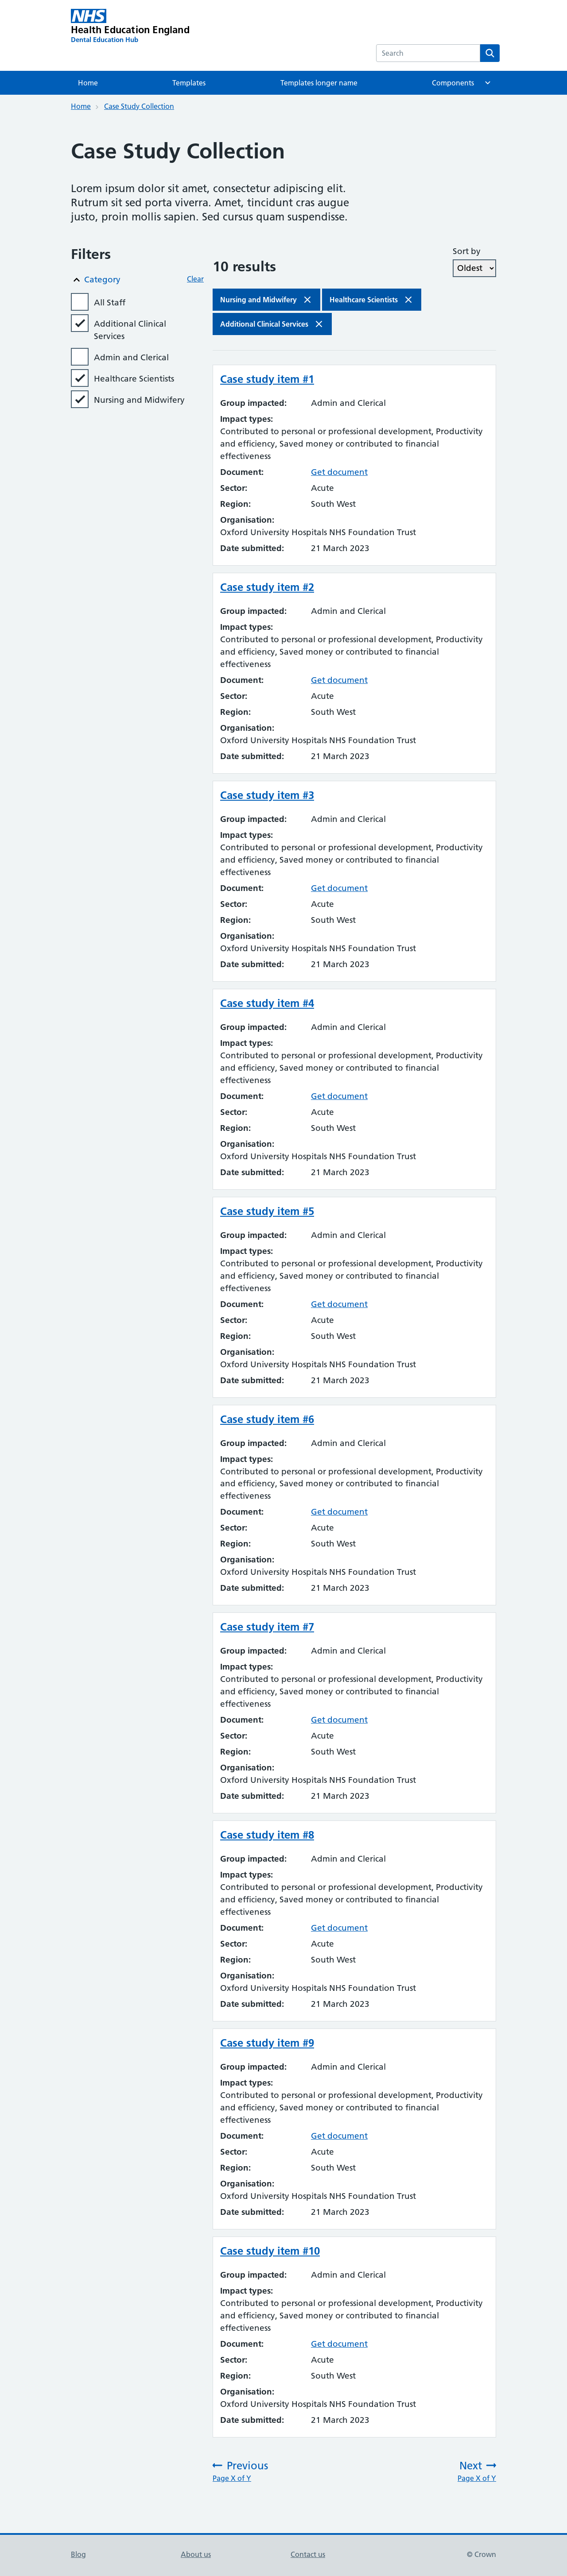 NHS
Health Education England
Dental Education Hub
Search
Home
Templates
Templates longer name
Components
Home
Case Study Collection
Case Study Collection
Lorem ipsum dolor sit amet, consectetur adipiscing elit.
Rutrum sit sed porta viverra. Amet, tincidunt cras augue
justo, proin mollis sapien. Sed cursus quam suspendisse.
Filters
Category
Clear
All Staff
Additional Clinical
Services
Admin and Clerical
Healthcare Scientists
Nursing and Midwifery
10 results
Sort by
Oldest
Nursing and Midwifery
Healthcare Scientists
Additional Clinical Services
Case study item #1
Group impacted: Admin and Clerical
Impact types:
Contributed to personal or professional development, Productivity
and efficiency, Saved money or contributed to financial
effectiveness
Document: Get document
Sector: Acute
Region: South West
Organisation:
Oxford University Hospitals NHS Foundation Trust
Date submitted: 21 March 2023
Case study item #2
Group impacted: Admin and Clerical
Impact types:
Contributed to personal or professional development, Productivity
and efficiency, Saved money or contributed to financial
effectiveness
Document: Get document
Sector: Acute
Region: South West
Organisation:
Oxford University Hospitals NHS Foundation Trust
Date submitted: 21 March 2023
Case study item #3
Group impacted: Admin and Clerical
Impact types:
Contributed to personal or professional development, Productivity
and efficiency, Saved money or contributed to financial
effectiveness
Document: Get document
Sector: Acute
Region: South West
Organisation:
Oxford University Hospitals NHS Foundation Trust
Date submitted: 21 March 2023
Case study item #4
Group impacted: Admin and Clerical
Impact types:
Contributed to personal or professional development, Productivity
and efficiency, Saved money or contributed to financial
effectiveness
Document: Get document
Sector: Acute
Region: South West
Organisation:
Oxford University Hospitals NHS Foundation Trust
Date submitted: 21 March 2023
Case study item #5
Group impacted: Admin and Clerical
Impact types:
Contributed to personal or professional development, Productivity
and efficiency, Saved money or contributed to financial
effectiveness
Document: Get document
Sector: Acute
Region: South West
Organisation:
Oxford University Hospitals NHS Foundation Trust
Date submitted: 21 March 2023
Case study item #6
Group impacted: Admin and Clerical
Impact types:
Contributed to personal or professional development, Productivity
and efficiency, Saved money or contributed to financial
effectiveness
Document: Get document
Sector: Acute
Region: South West
Organisation:
Oxford University Hospitals NHS Foundation Trust
Date submitted: 21 March 2023
Case study item #7
Group impacted: Admin and Clerical
Impact types:
Contributed to personal or professional development, Productivity
and efficiency, Saved money or contributed to financial
effectiveness
Document: Get document
Sector: Acute
Region: South West
Organisation:
Oxford University Hospitals NHS Foundation Trust
Date submitted: 21 March 2023
Case study item #8
Group impacted: Admin and Clerical
Impact types:
Contributed to personal or professional development, Productivity
and efficiency, Saved money or contributed to financial
effectiveness
Document: Get document
Sector: Acute
Region: South West
Organisation:
Oxford University Hospitals NHS Foundation Trust
Date submitted: 21 March 2023
Case study item #9
Group impacted: Admin and Clerical
Impact types:
Contributed to personal or professional development, Productivity
and efficiency, Saved money or contributed to financial
effectiveness
Document: Get document
Sector: Acute
Region: South West
Organisation:
Oxford University Hospitals NHS Foundation Trust
Date submitted: 21 March 2023
Case study item #10
Group impacted: Admin and Clerical
Impact types:
Contributed to personal or professional development, Productivity
and efficiency, Saved money or contributed to financial
effectiveness
Document: Get document
Sector: Acute
Region: South West
Organisation:
Oxford University Hospitals NHS Foundation Trust
Date submitted: 21 March 2023
Previous
Page X of Y
Next
Page X of Y
Blog
About us
Contact us
© Crown